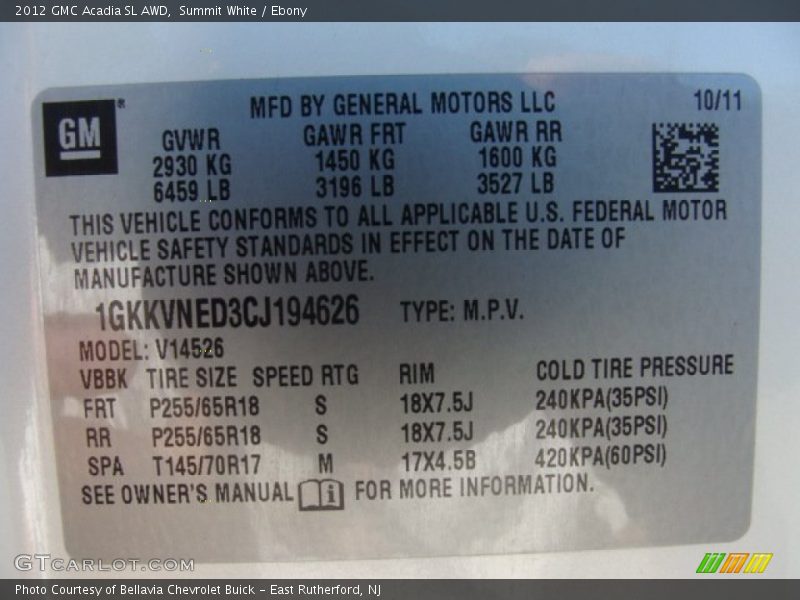 2012 GMC Acadia SL AWD,  Summit White / Ebony
GM®
MFD BY GENERAL MOTORS LLC 10/11
GVWR GAWR FRT GAWR RR
2930 KG 1450 KG 1600 KG
6459 LB 3196 LB 3527 LB
THIS VEHICLE CONFORMS TO ALL APPLICABLE U.S. FEDERAL MOTOR
VEHICLE SAFETY STANDARDS IN EFFECT ON THE DATE OF
MANUFACTURE SHOWN ABOVE.
1GKKVNED3CJ194626 TYPE: M.P.V.
MODEL: V14526
VBBK TIRE SIZE SPEED RTG RIM COLD TIRE PRESSURE
FRT P255/65R18 S 18X7.5J 240KPA(35PSI)
RR P255/65R18 S 18X7.5J 240KPA(35PSI)
SPA T145/70R17 M 17X4.5B 420KPA(60PSI)
SEE OWNER'S MANUAL i FOR MORE INFORMATION.
GTCARLOT.COM
Photo Courtesy of Bellavia Chevrolet Buick – East Rutherford, NJ